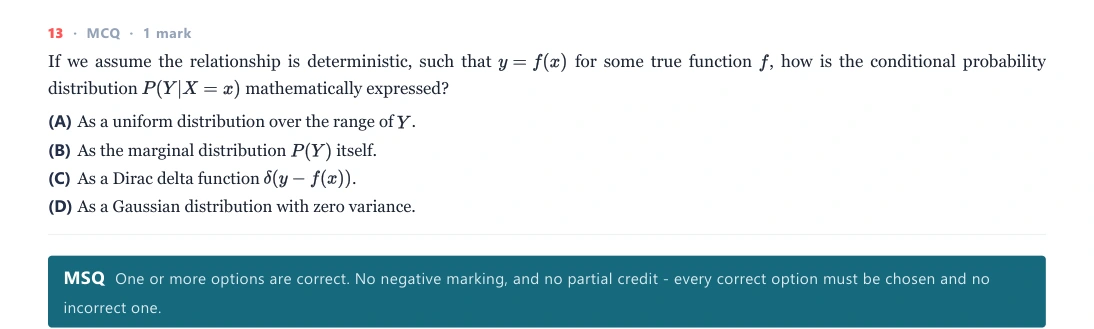 13 · MCQ · 1 mark
If we assume the relationship is deterministic, such that y = f(x) for some true function f, how is the conditional probability
distribution P(Y|X = x) mathematically expressed?
(A) As a uniform distribution over the range of Y.
(B) As the marginal distribution P(Y) itself.
(C) As a Dirac delta function δ(y − f(x)).
(D) As a Gaussian distribution with zero variance.
MSQ One or more options are correct. No negative marking, and no partial credit - every correct option must be chosen and no
incorrect one.